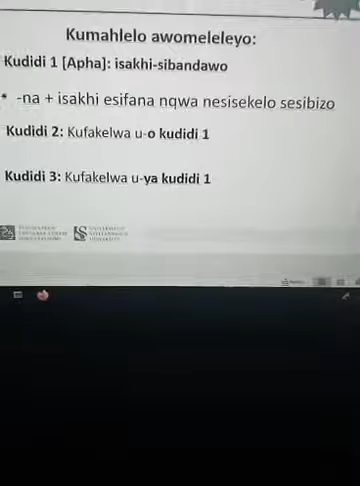 Kumahlelo awomeleleyo:
Kudidi 1 [Apha]: isakhi-sibandawo
* -na + isakhi esifana nqwa nesisekelo sesibizo
Kudidi 2: Kufakelwa u-o kudidi 1
Kudidi 3: Kufakelwa u-ya kudidi 1